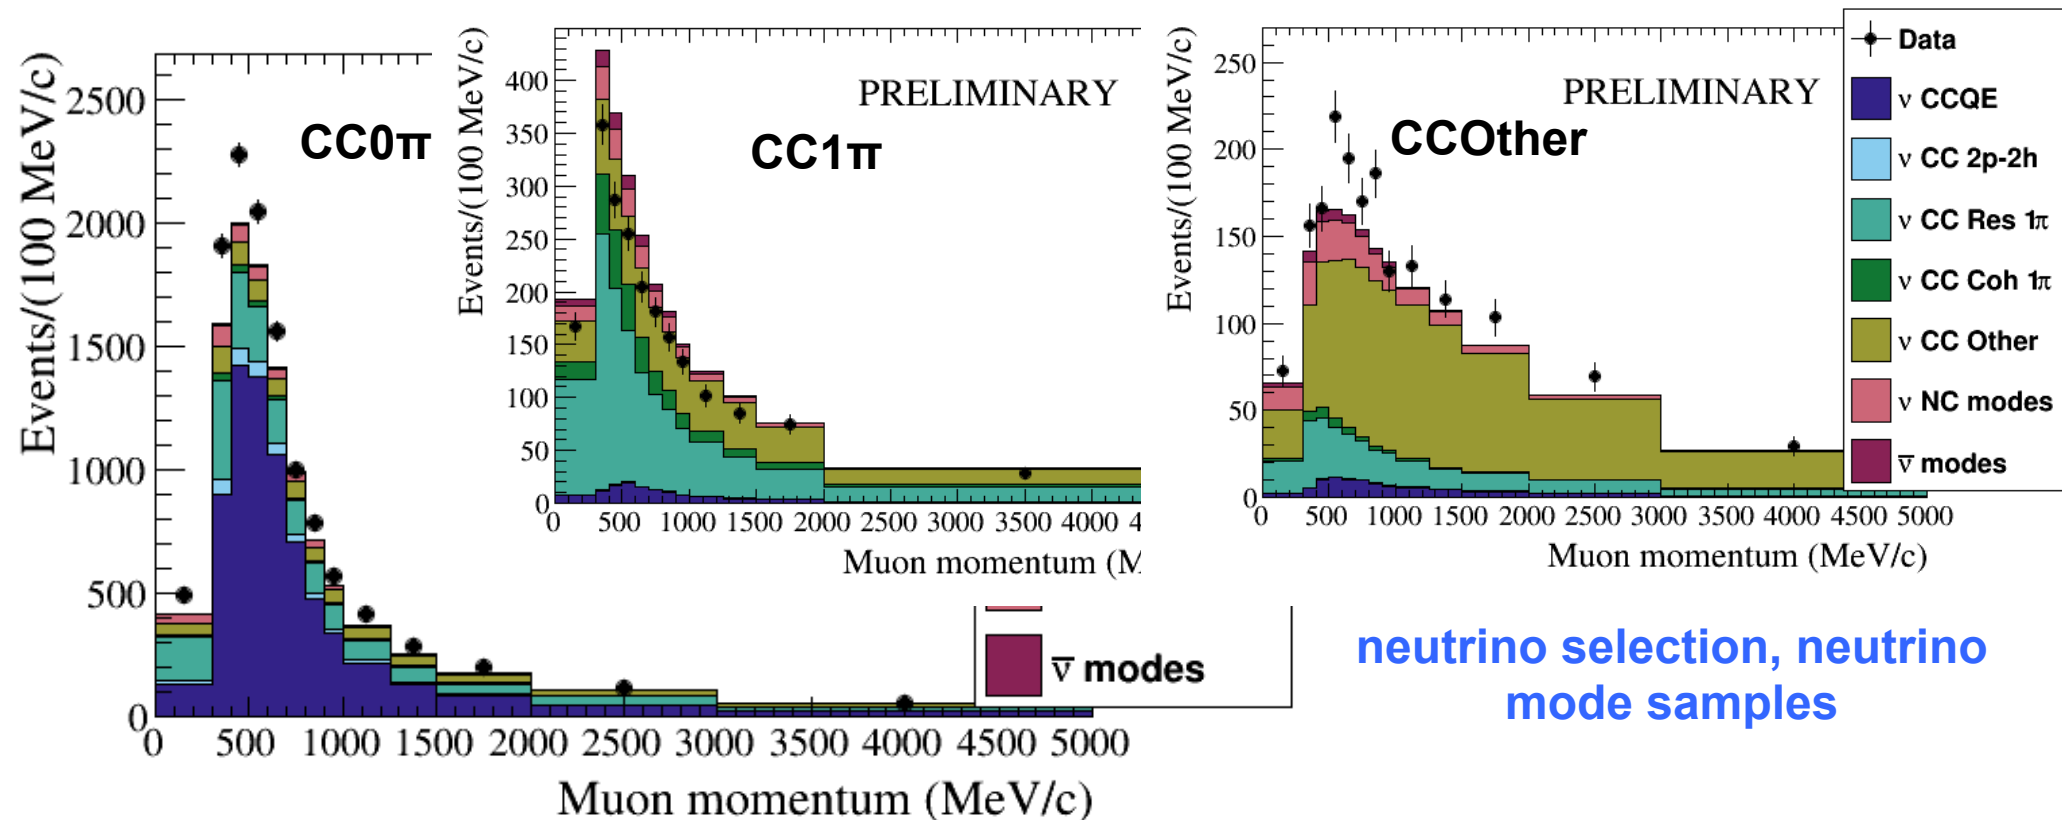 Events/(100 MeV/c)
2500
2000
1500
1000
500
0
CC0π
0 500 1000 1500 2000 2500 3000 3500 4000 4500 5000
Muon momentum (MeV/c)
Events/(100 MeV/c)
400
350
300
250
200
150
100
50
0
PRELIMINARY
CC1π
0 500 1000 1500 2000 2500 3000 3500 4000 4
Muon momentum (M
Events/(100 MeV/c)
250
200
150
100
50
0
PRELIMINARY
CCOther
0 500 1000 1500 2000 2500 3000 3500 4000 4500 5000
Muon momentum (MeV/c)
Data
ν CCQE
ν CC 2p-2h
ν CC Res 1π
ν CC Coh 1π
ν CC Other
ν NC modes
ν̅ modes
ν̅ modes
neutrino selection, neutrino
mode samples